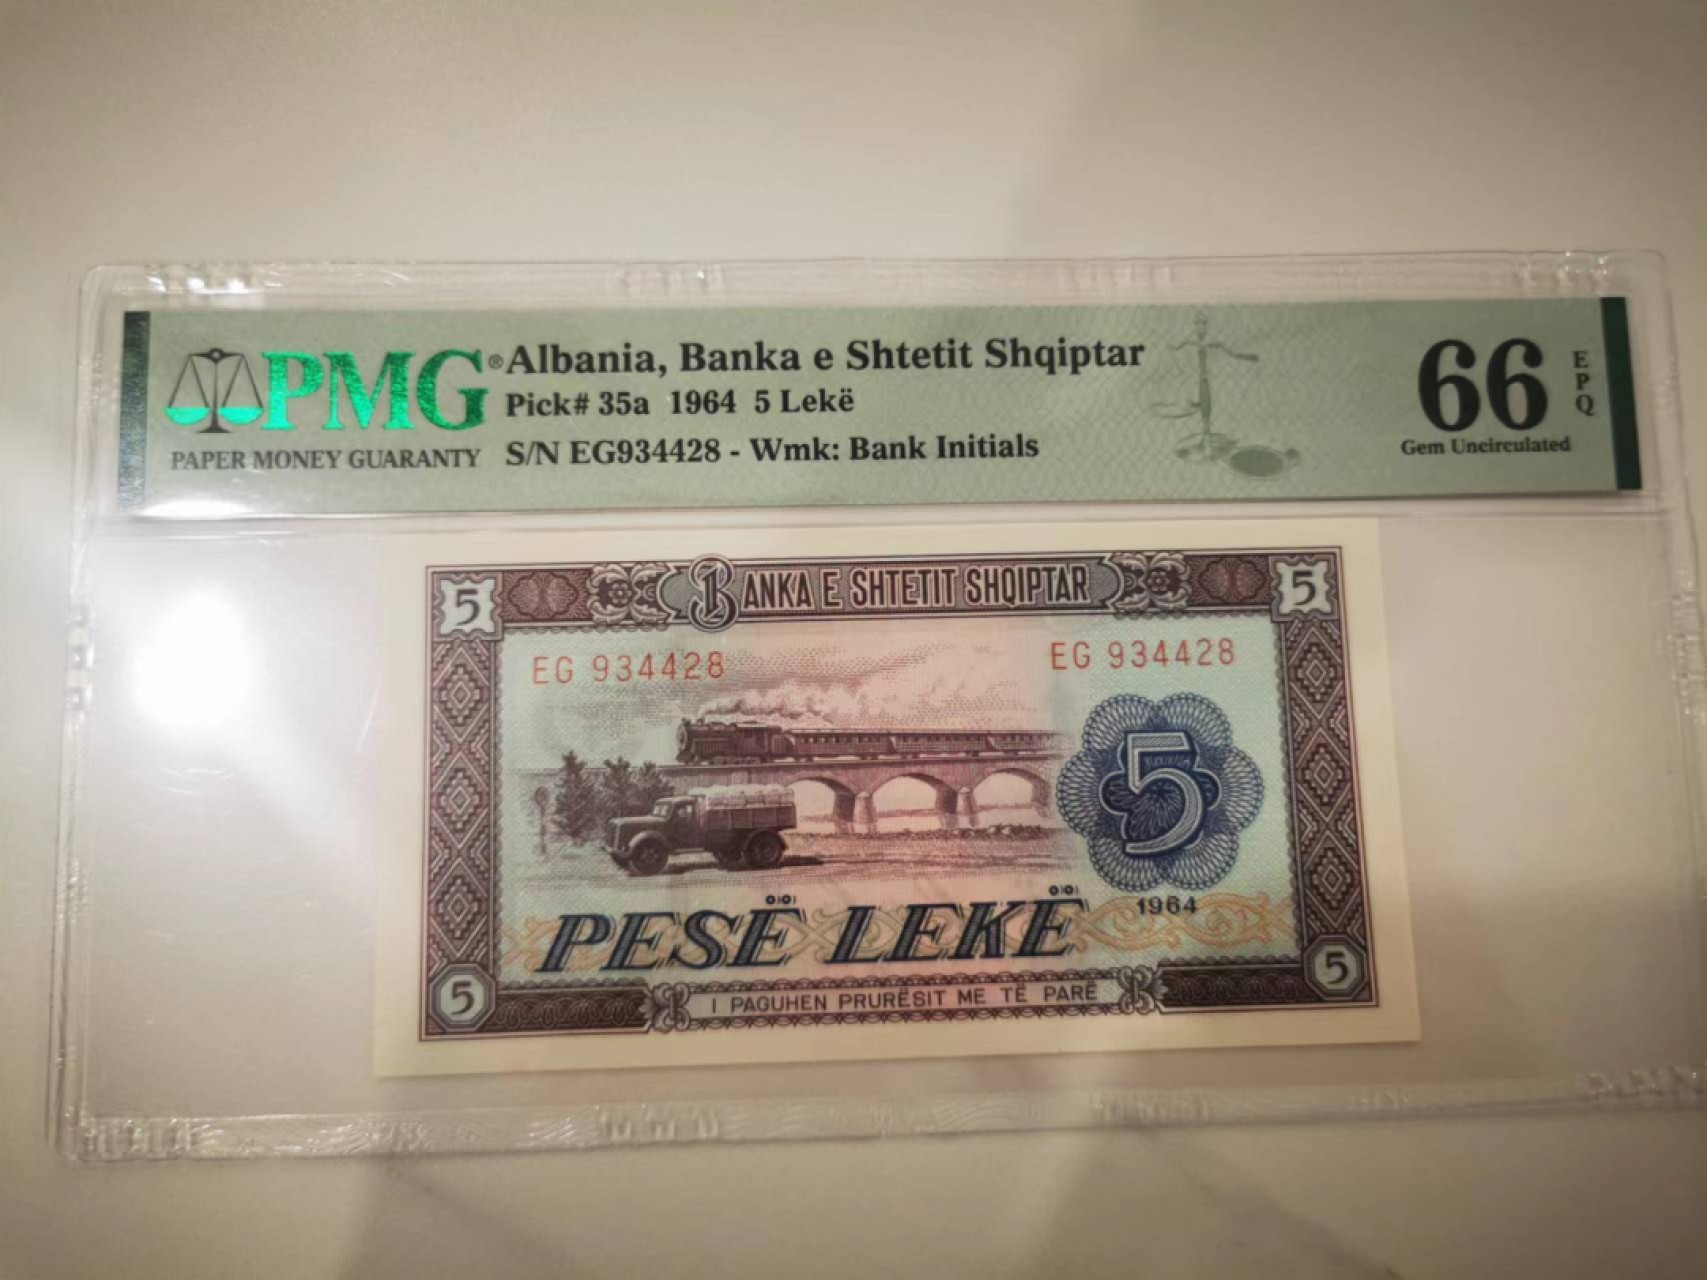 PMG® Albania, Banka e Shtetit Shqiptar
Pick# 35a 1964 5 Lekë
PAPER MONEY GUARANTY S/N EG934428 - Wmk: Bank Initials
66 EPQ
Gem Uncirculated
5 BANKA E SHTETIT SHQIPTAR 5
EG 934428 EG 934428
5
1964
PESË LEKË
5 I PAGUHEN PRURËSIT ME TË PARË 5